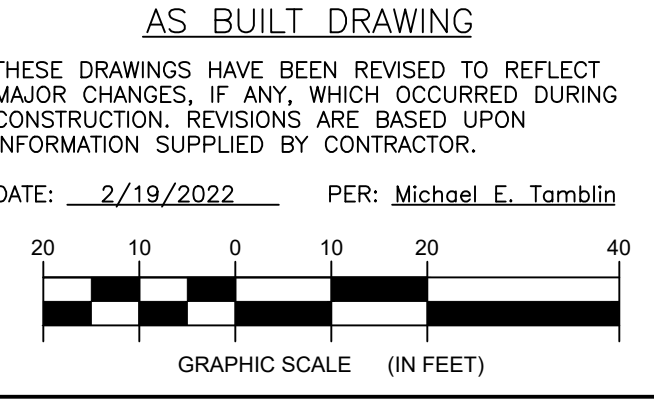 AS BUILT DRAWING
THESE DRAWINGS HAVE BEEN REVISED TO REFLECT
MAJOR CHANGES, IF ANY, WHICH OCCURRED DURING
CONSTRUCTION. REVISIONS ARE BASED UPON
INFORMATION SUPPLIED BY CONTRACTOR.
DATE: 2/19/2022 PER: Michael E. Tamblin
20 10 0 10 20 40
GRAPHIC SCALE (IN FEET)